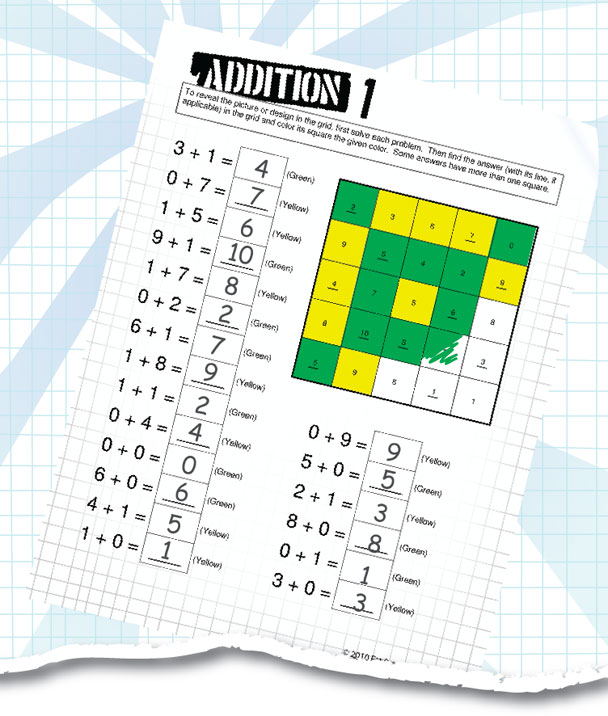 ADDITION 1
To reveal the picture or design in the grid, first solve each problem. Then find the answer (with its line, if
applicable) in the grid and color its square the given color. Some answers have more than one square.
3 + 1 = 4 (Green)
0 + 7 = 7 (Yellow)
1 + 5 = 6 (Yellow)
9 + 1 = 10 (Green)
1 + 7 = 8 (Yellow)
0 + 2 = 2 (Green)
6 + 1 = 7 (Green)
1 + 8 = 9 (Yellow)
1 + 1 = 2 (Green)
0 + 4 = 4 (Yellow)
0 + 0 = 0 (Green)
6 + 0 = 6 (Green)
4 + 1 = 5 (Yellow)
1 + 0 = 1 (Yellow)
2 3 6 7 0
9 5 4 2 9
4 7 5 6 8
8 10 5 3
5 9 1 1
0 + 9 = 9 (Yellow)
5 + 0 = 5 (Green)
2 + 1 = 3 (Yellow)
8 + 0 = 8 (Green)
0 + 1 = 1 (Green)
3 + 0 = 3 (Yellow)
© 2010